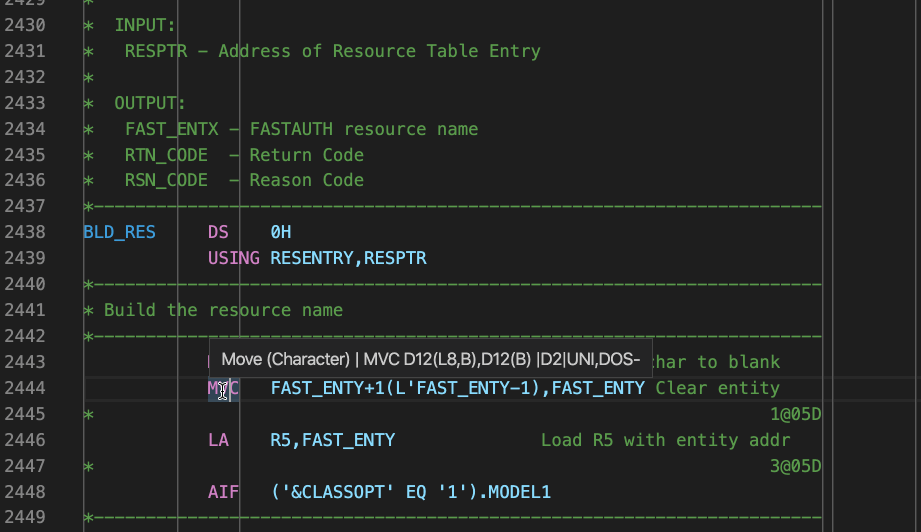 2429 *
2430 *  INPUT:
2431 *   RESPTR - Address of Resource Table Entry
2432 *
2433 *  OUTPUT:
2434 *   FAST_ENTX - FASTAUTH resource name
2435 *   RTN_CODE  - Return Code
2436 *   RSN_CODE  - Reason Code
2437 *----------------------------------------------------------------------
2438 BLD_RES     DS    0H
2439             USING RESENTRY,RESPTR
2440 *----------------------------------------------------------------------
2441 * Build the resource name
2442 *----------------------------------------------------------------------
Move (Character) | MVC D12(L8,B),D12(B) |D2|UNI,DOS-
2443 char to blank
2444             MVC   FAST_ENTY+1(L'FAST_ENTY-1),FAST_ENTY Clear entity
2445 *                                                                 1@05D
2446             LA    R5,FAST_ENTY              Load R5 with entity addr
2447 *                                                                 3@05D
2448             AIF   ('&CLASSOPT' EQ '1').MODEL1
2449 *----------------------------------------------------------------------